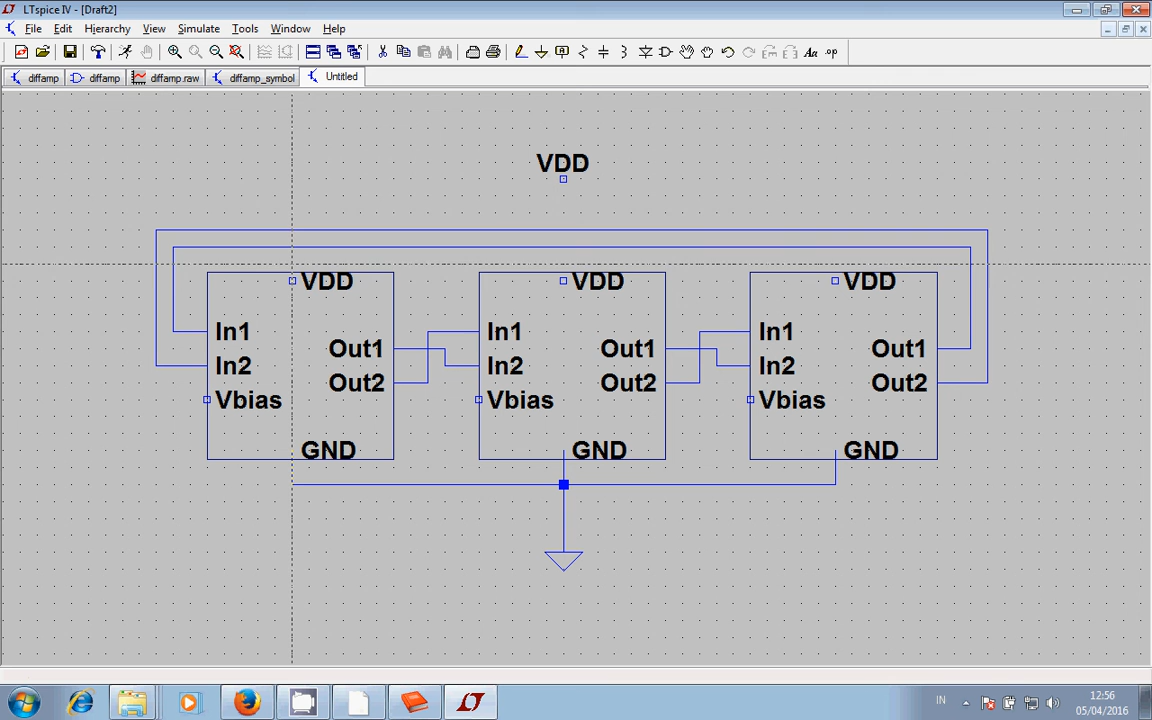 LTspice IV - [Draft2]
File Edit Hierarchy View Simulate Tools Window Help
Aa .op
diffamp diffamp diffamp.raw diffamp_symbol Untitled
VDD
VDD VDD VDD
In1 In1 In1
Out1 Out1 Out1
In2 In2 In2
Out2 Out2 Out2
Vbias Vbias Vbias
GND GND GND
IN 12:56
05/04/2016